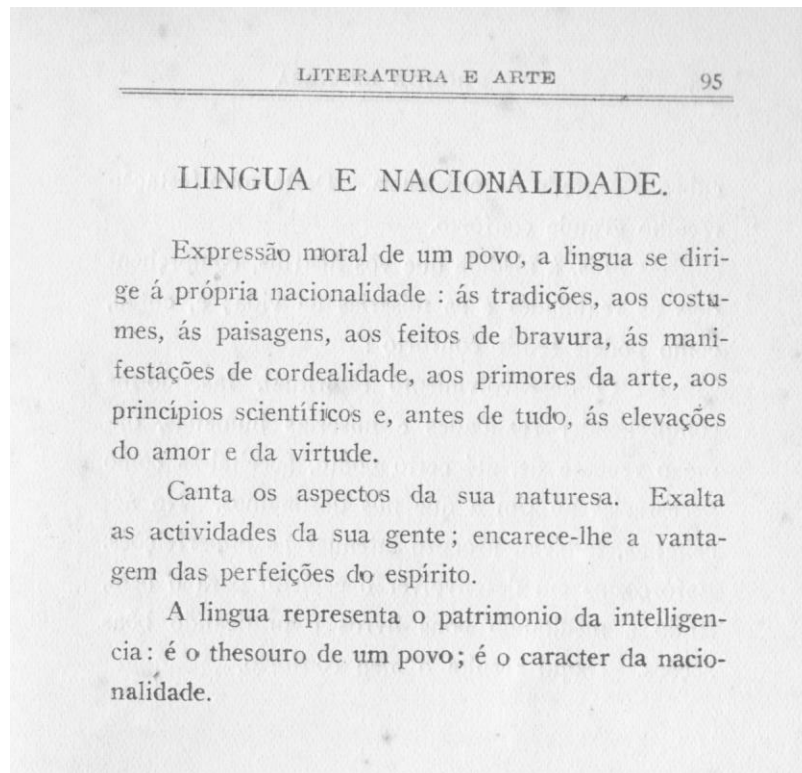 LITERATURA E ARTE 95
LINGUA E NACIONALIDADE.
Expressão moral de um povo, a lingua se diri-
ge á própria nacionalidade : ás tradições, aos costu-
mes, ás paisagens, aos feitos de bravura, ás mani-
festações de cordealidade, aos primores da arte, aos
princípios scientíficos e, antes de tudo, ás elevações
do amor e da virtude.
Canta os aspectos da sua naturesa. Exalta
as actividades da sua gente ; encarece-lhe a vanta-
gem das perfeições do espírito.
A lingua representa o patrimonio da intelligen-
cia : é o thesouro de um povo ; é o caracter da nacio-
nalidade.